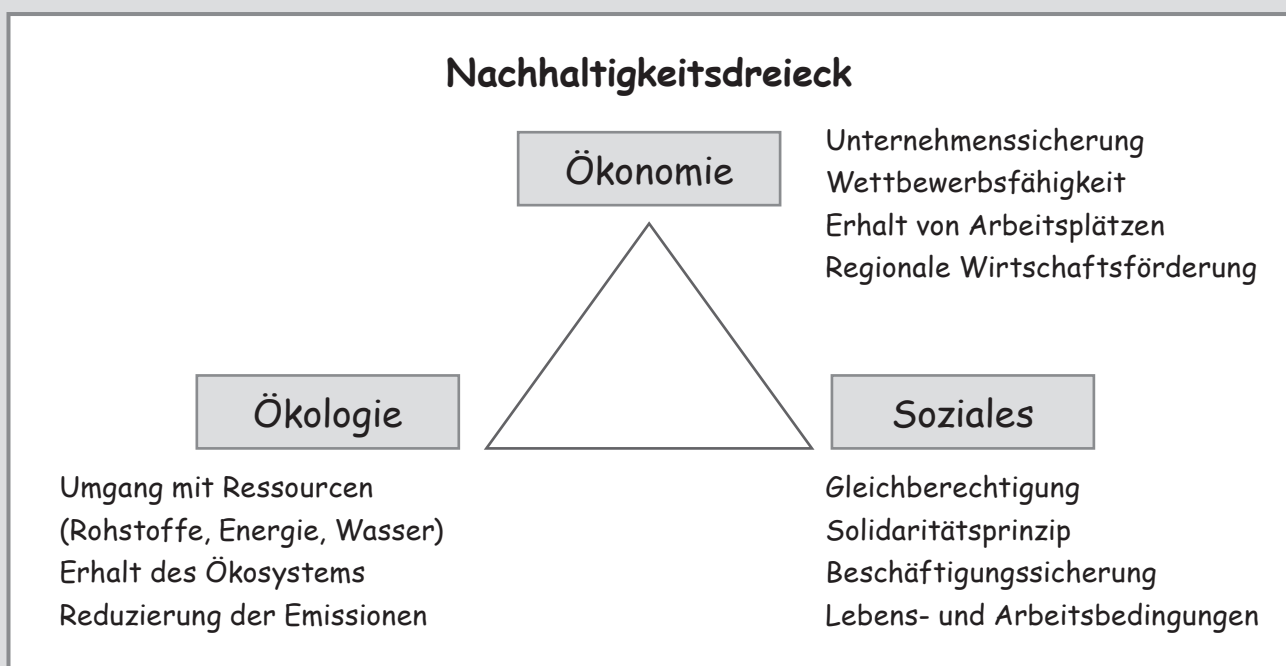 Nachhaltigkeitsdreieck
Ökonomie
Unternehmenssicherung
Wettbewerbsfähigkeit
Erhalt von Arbeitsplätzen
Regionale Wirtschaftsförderung
Ökologie
Umgang mit Ressourcen
(Rohstoffe, Energie, Wasser)
Erhalt des Ökosystems
Reduzierung der Emissionen
Soziales
Gleichberechtigung
Solidaritätsprinzip
Beschäftigungssicherung
Lebens- und Arbeitsbedingungen